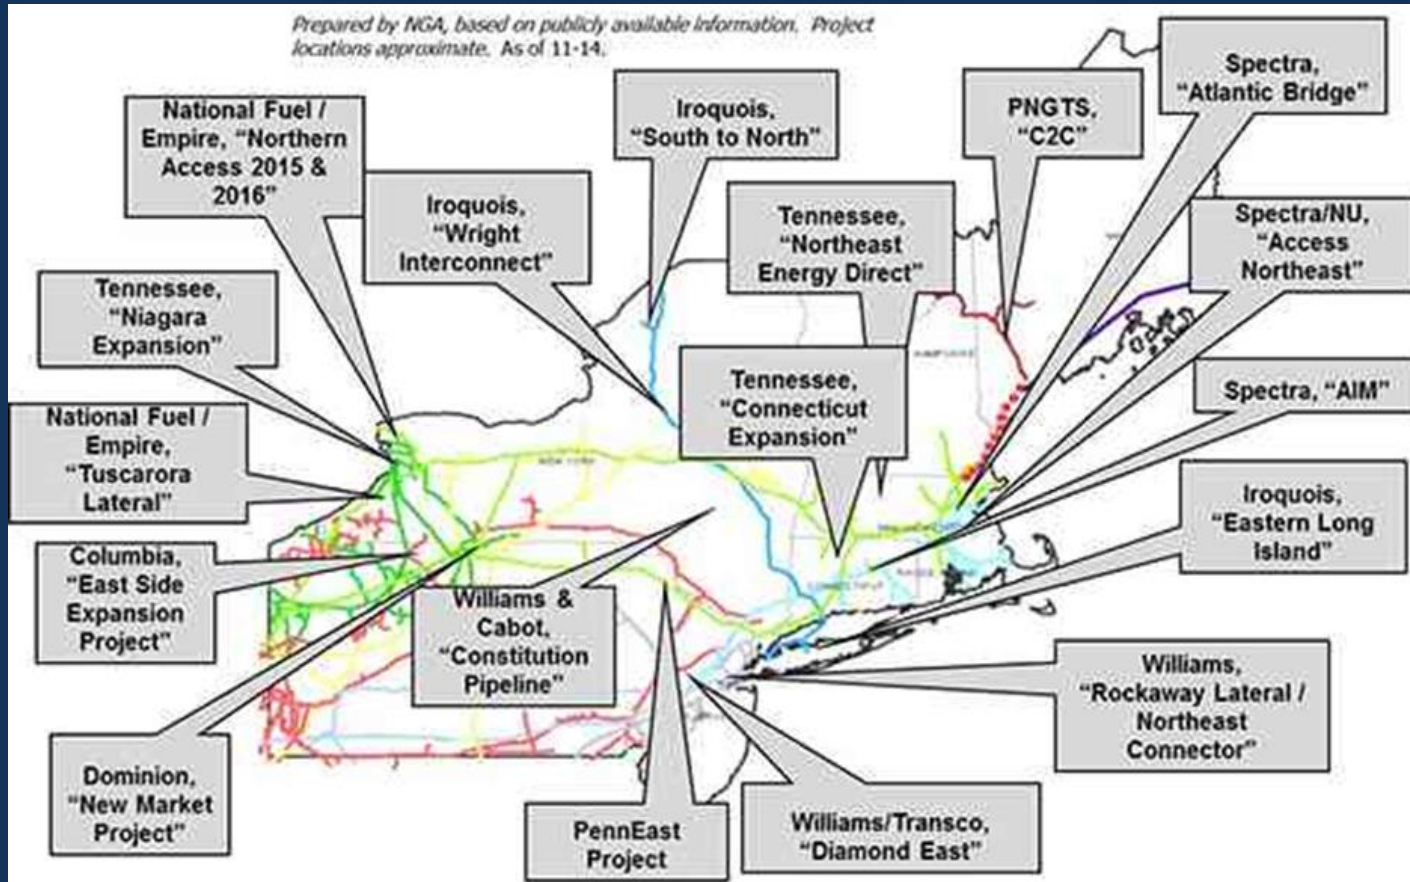 Prepared by NGA, based on publicly available information. Project
locations approximate. As of 11-14.
National Fuel /
Empire, “Northern
Access 2015 &
2016”
Iroquois,
“South to North”
PNGTS,
“C2C”
Spectra,
“Atlantic Bridge”
Iroquois,
“Wright
Interconnect”
Tennessee,
“Northeast
Energy Direct”
Spectra/NU,
“Access
Northeast”
Tennessee,
“Niagara
Expansion”
Tennessee,
“Connecticut
Expansion”
Spectra, “AIM”
National Fuel /
Empire,
“Tuscarora
Lateral”
Iroquois,
“Eastern Long
Island”
Columbia,
“East Side
Expansion
Project”
Williams &
Cabot,
“Constitution
Pipeline”
Williams,
“Rockaway Lateral /
Northeast
Connector”
Dominion,
“New Market
Project”
PennEast
Project
Williams/Transco,
“Diamond East”
NEW YORK
HAMPSHIRE
CONNECTICUT